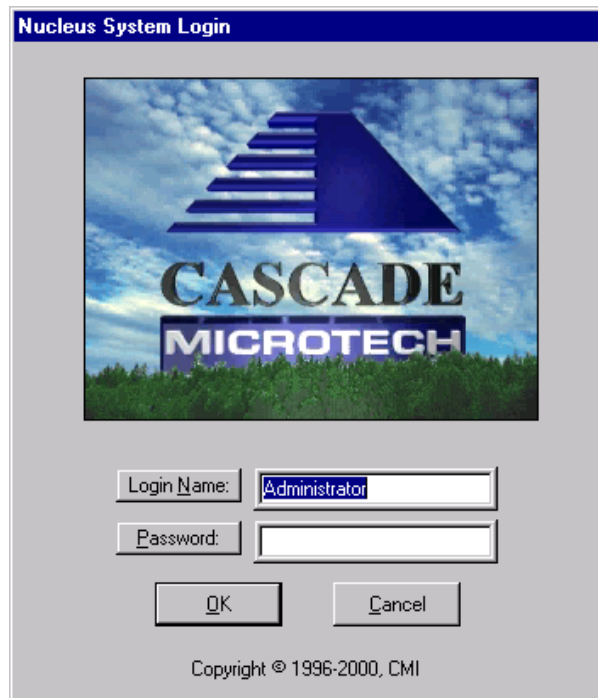 Nucleus System Login
CASCADE
MICROTECH
Login Name: Administrator
Password:
OK Cancel
Copyright © 1996-2000, CMI